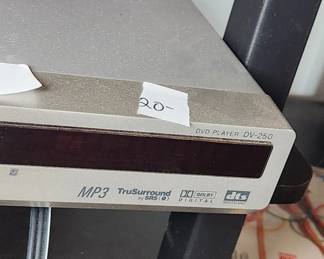 20-
DVD PLAYER DV-250
MP3 TruSurround by SRS DOLBY DIGITAL dts